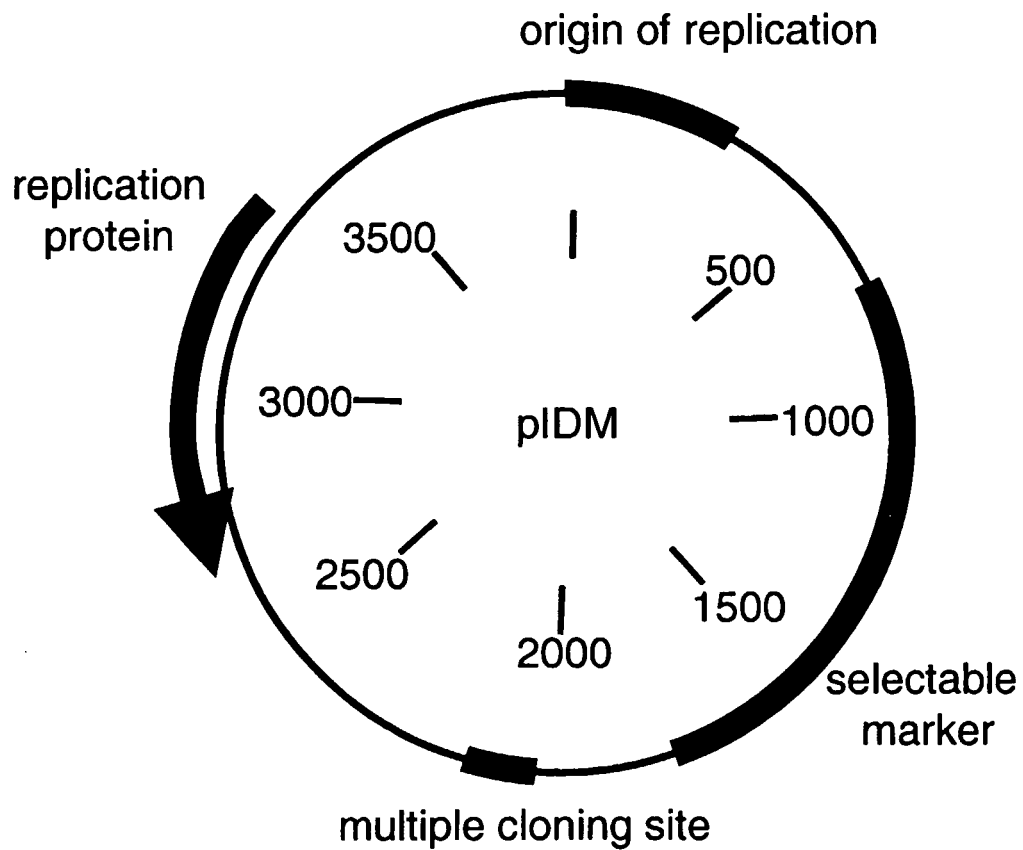 origin of replication
replication
protein
3500
500
3000
pIDM
1000
2500
1500
2000
selectable
marker
multiple cloning site